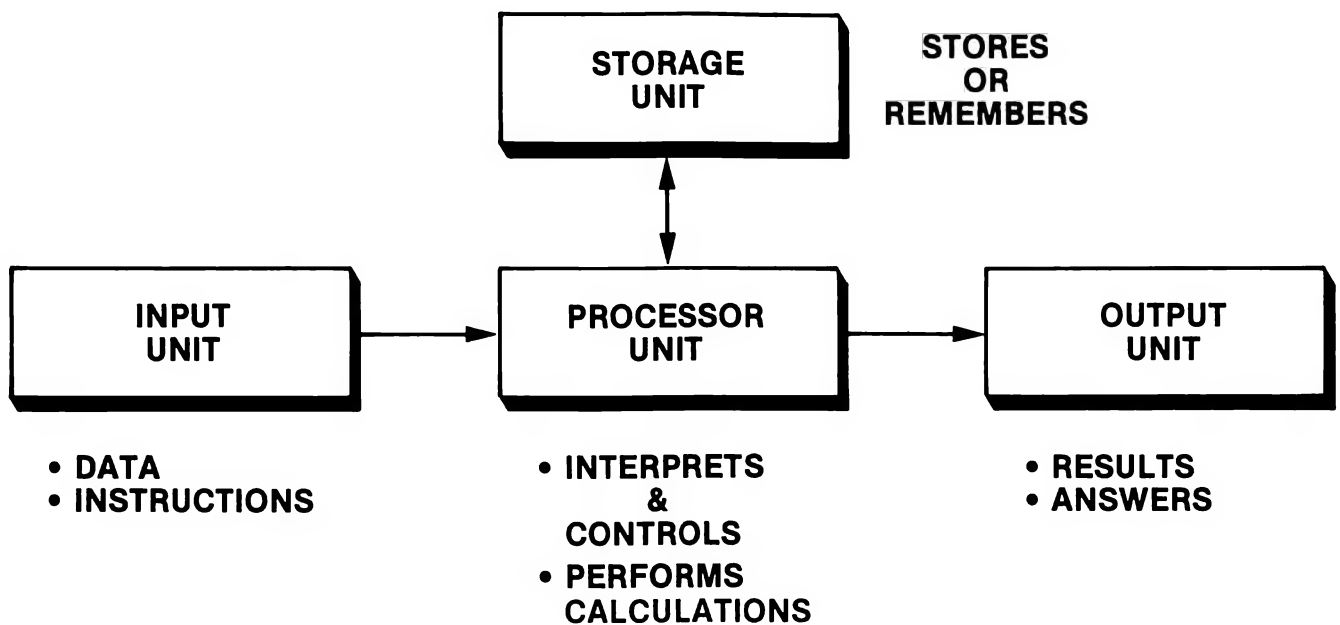 STORAGE
UNIT
STORES
OR
REMEMBERS
INPUT
UNIT
PROCESSOR
UNIT
OUTPUT
UNIT
• DATA
• INSTRUCTIONS
• INTERPRETS
&
CONTROLS
• PERFORMS
CALCULATIONS
• RESULTS
• ANSWERS